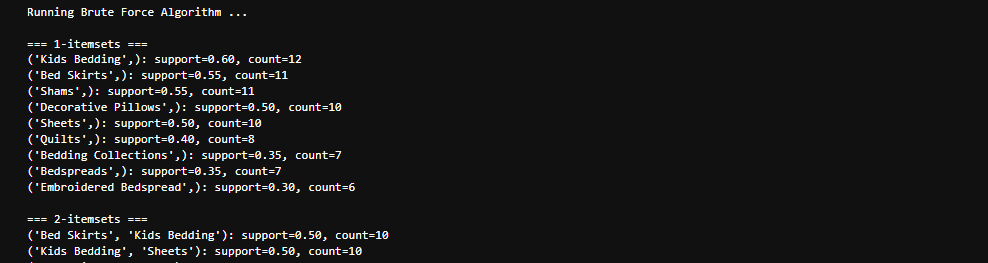 Running Brute Force Algorithm ...
=== 1-itemsets ===
('Kids Bedding',): support=0.60, count=12
('Bed Skirts',): support=0.55, count=11
('Shams',): support=0.55, count=11
('Decorative Pillows',): support=0.50, count=10
('Sheets',): support=0.50, count=10
('Quilts',): support=0.40, count=8
('Bedding Collections',): support=0.35, count=7
('Bedspreads',): support=0.35, count=7
('Embroidered Bedspread',): support=0.30, count=6
=== 2-itemsets ===
('Bed Skirts', 'Kids Bedding'): support=0.50, count=10
('Kids Bedding', 'Sheets'): support=0.50, count=10